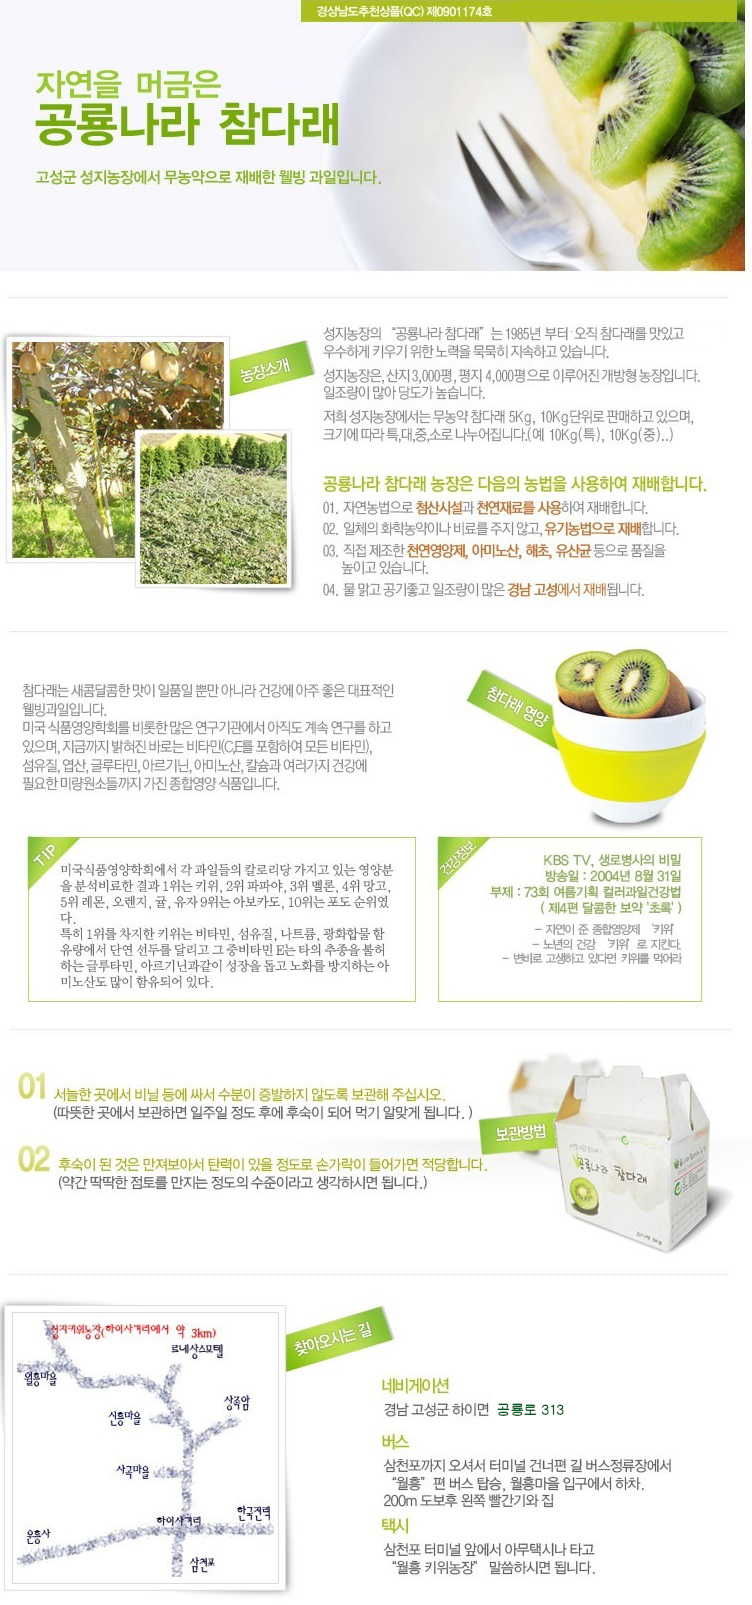 경상남도추천상품(QC) 제0901174호
자연을 머금은
공룡나라 참다래
고성군 성지농장에서 무농약으로 재배한 웰빙 과일입니다.
농장소개
성지농장의 “공룡나라 참다래” 는 1985년 부터·오직 참다래를 맛있고
우수하게 키우기 위한 노력을 묵묵히 지속하고 있습니다.
성지농장은, 산지 3,000평, 평지 4,000평으로 이루어진 개방형 농장입니다.
일조량이 많아 당도가 높습니다.
저희 성지농장에서는 무농약 참다래 5Kg, 10Kg단위로 판매하고 있으며,
크기에 따라 특,대,중,소로 나누어집니다.(예 10Kg(특), 10Kg(중)..)
공룡나라 참다래 농장은 다음의 농법을 사용하여 재배합니다.
01. 자연농법으로 첨산시설과 천연재료를 사용하여 재배합니다.
02. 일체의 화학농약이나 비료를 주지 않고, 유기농법으로 재배합니다.
03. 직접 제조한 천연영양제, 아미노산, 해초, 유산균 등으로 품질을
높이고 있습니다.
04. 물 맑고 공기좋고 일조량이 많은 경남 고성에서 재배됩니다.
참다래는 새콤달콤한 맛이 일품일 뿐만 아니라 건강에 아주 좋은 대표적인
웰빙과일입니다.
미국 식품영양학회를 비롯한 많은 연구기관에서 아직도 계속 연구를 하고
있으며, 지금까지 밝혀진 바로는 비타민(C,E를 포함하여 모든 비타민),
섬유질, 엽산, 글루타민, 아르기닌, 아미노산, 칼슘과 여러가지 건강에
필요한 미량원소들까지 가진 종합영양 식품입니다.
참다래 영양
TIP
미국식품영양학회에서 각 과일들의 칼로리당 가지고 있는 영양분
을 분석비료한 결과 1위는 키위, 2위 파파야, 3위 멜론, 4위 망고,
5위 레몬, 오렌지, 귤, 유자 9위는 아보카도, 10위는 포도 순위였
다.
특히 1위를 차지한 키위는 비타민, 섬유질, 나트륨, 광화합물 함
유량에서 단연 선두를 달리고 그 중비타민 E는 타의 추종을 불허
하는 글루타민, 아르기닌과같이 성장을 돕고 노화를 방지하는 아
미노산도 많이 함유되어 있다.
건강정보
KBS TV, 생로병사의 비밀
방송일 : 2004년 8월 31일
부제 : 73회 여름기획 컬러과일건강법
( 제4편 달콤한 보약 '초록' )
- 자연이 준 종합영양제 ‘키위’
- 노년의 건강 ‘키위’ 로 지킨다.
- 변비로 고생하고 있다면 키위를 먹어라
01 서늘한 곳에서 비닐 등에 싸서 수분이 증발하지 않도록 보관해 주십시오.
(따뜻한 곳에서 보관하면 일주일 정도 후에 후숙이 되어 먹기 알맞게 됩니다. )
02 후숙이 된 것은 만져보아서 탄력이 있을 정도로 손가락이 들어가면 적당합니다.
(약간 딱딱한 점토를 만지는 정도의 수준이라고 생각하시면 됩니다.)
보관방법
공룡나라 참다래
성지키위농장(하이사거리에서 약 3km)
르네상스모텔
월흥마을
신흥마을
상족암
사곡마을
하이사거리
한국전력
운흥사
삼천포
찾아오시는 길
네비게이션
경남 고성군 하이면 공룡로 313
버스
삼천포까지 오셔서 터미널 건너편 길 버스정류장에서
“월흥” 편 버스 탑승, 월흥마을 입구에서 하차.
200m 도보후 왼쪽 빨간기와 집
택시
삼천포 터미널 앞에서 아무택시나 타고
“월흥 키위농장” 말씀하시면 됩니다.